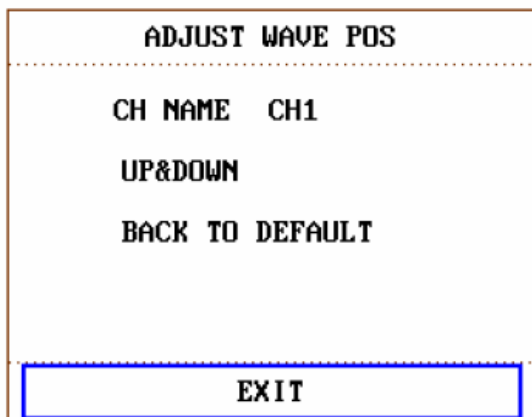 ADJUST WAVE POS
CH NAME CH1
UP&DOWN
BACK TO DEFAULT
EXIT